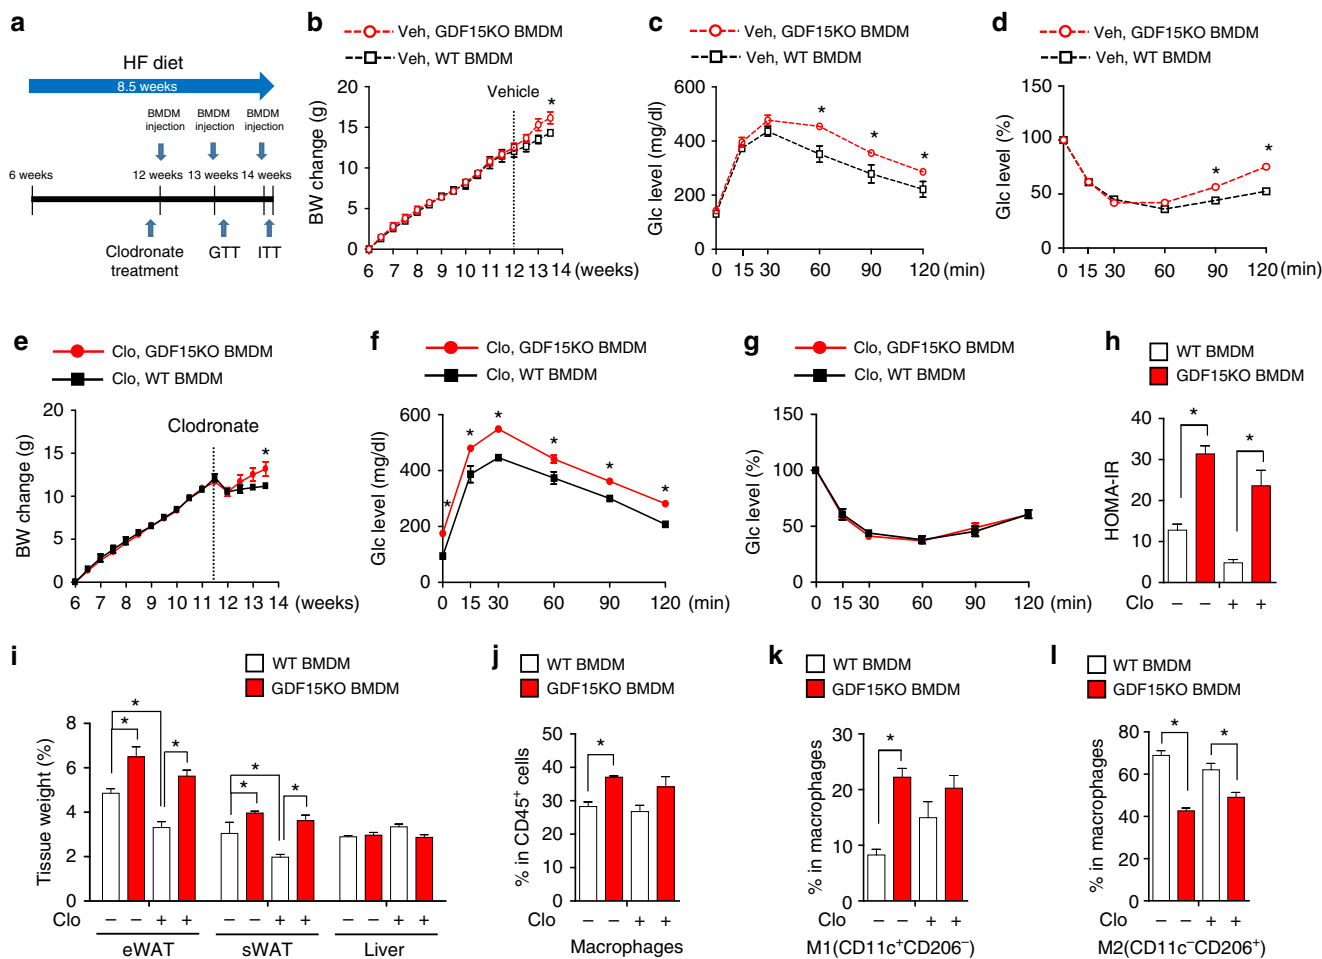 a
HF diet
8.5 weeks
BMDM injection
BMDM injection
BMDM injection
6 weeks
12 weeks
13 weeks
14 weeks
Clodronate treatment
GTT
ITT
b
Veh, GDF15KO BMDM
Veh, WT BMDM
Vehicle
*
BW change (g)
20
15
10
5
0
6 7 8 9 10 11 12 13 14 (weeks)
c
Veh, GDF15KO BMDM
Veh, WT BMDM
Glc level (mg/dl)
600
400
200
0
* * *
0 15 30 60 90 120 (min)
d
Veh, GDF15KO BMDM
Veh, WT BMDM
Glc level (%)
150
100
50
0
* *
0 15 30 60 90 120 (min)
e
Clo, GDF15KO BMDM
Clo, WT BMDM
Clodronate
*
BW change (g)
20
15
10
5
0
6 7 8 9 10 11 12 13 14 (weeks)
f
Clo, GDF15KO BMDM
Clo, WT BMDM
Glc level (mg/dl)
600
400
200
0
* * * * * *
0 15 30 60 90 120 (min)
g
Clo, GDF15KO BMDM
Clo, WT BMDM
Glc level (%)
150
100
50
0
0 15 30 60 90 120 (min)
h
WT BMDM
GDF15KO BMDM
HOMA-IR
40
30
20
10
0
* *
Clo − − + +
i
WT BMDM
GDF15KO BMDM
Tissue weight (%)
8
6
4
2
0
* * * * * *
Clo − − + + − − + + − − + +
eWAT sWAT Liver
j
WT BMDM
GDF15KO BMDM
% in CD45⁺ cells
50
40
30
20
10
0
*
Clo − − + +
Macrophages
k
WT BMDM
GDF15KO BMDM
% in macrophages
30
20
10
0
*
Clo − − + +
M1(CD11c⁺CD206⁻)
l
WT BMDM
GDF15KO BMDM
% in macrophages
80
60
40
20
0
* *
Clo − − + +
M2(CD11c⁻CD206⁺)